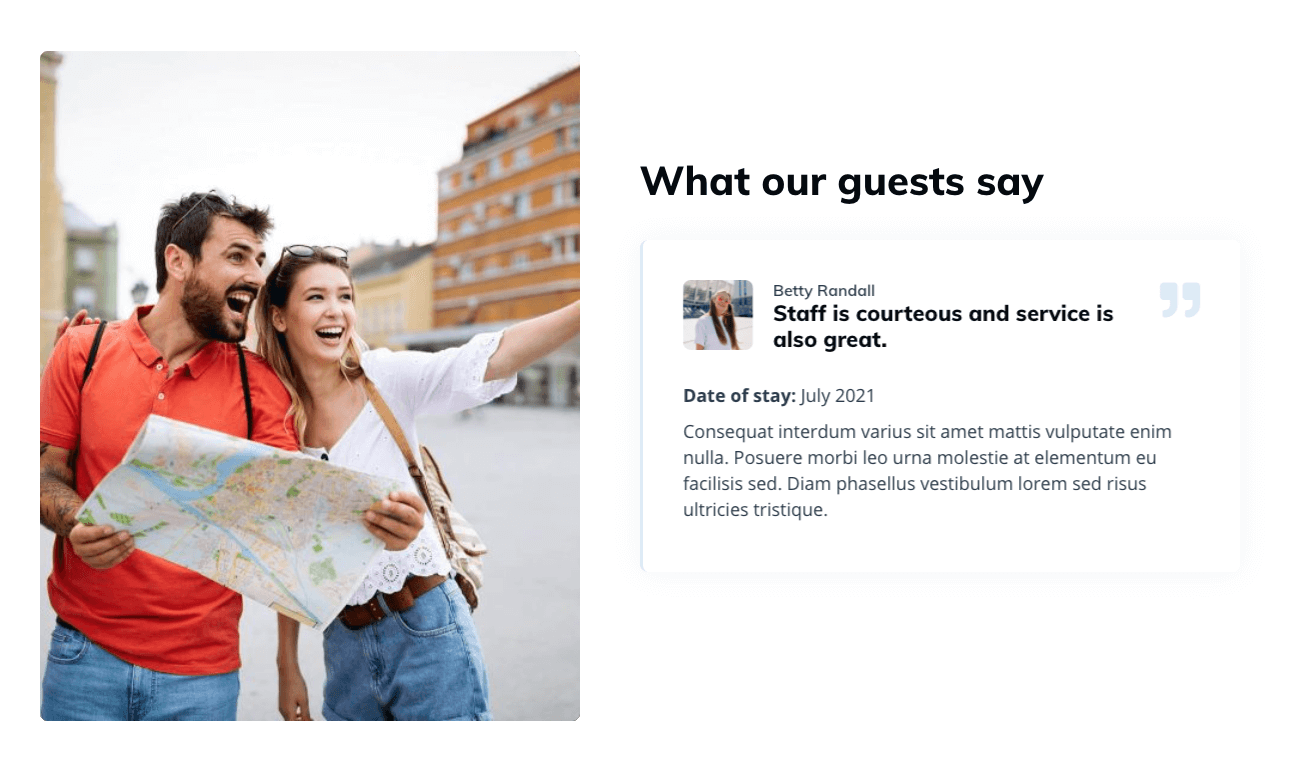 What our guests say
Betty Randall
Staff is courteous and service is
also great.
Date of stay: July 2021
Consequat interdum varius sit amet mattis vulputate enim
nulla. Posuere morbi leo urna molestie at elementum eu
facilisis sed. Diam phasellus vestibulum lorem sed risus
ultricies tristique.